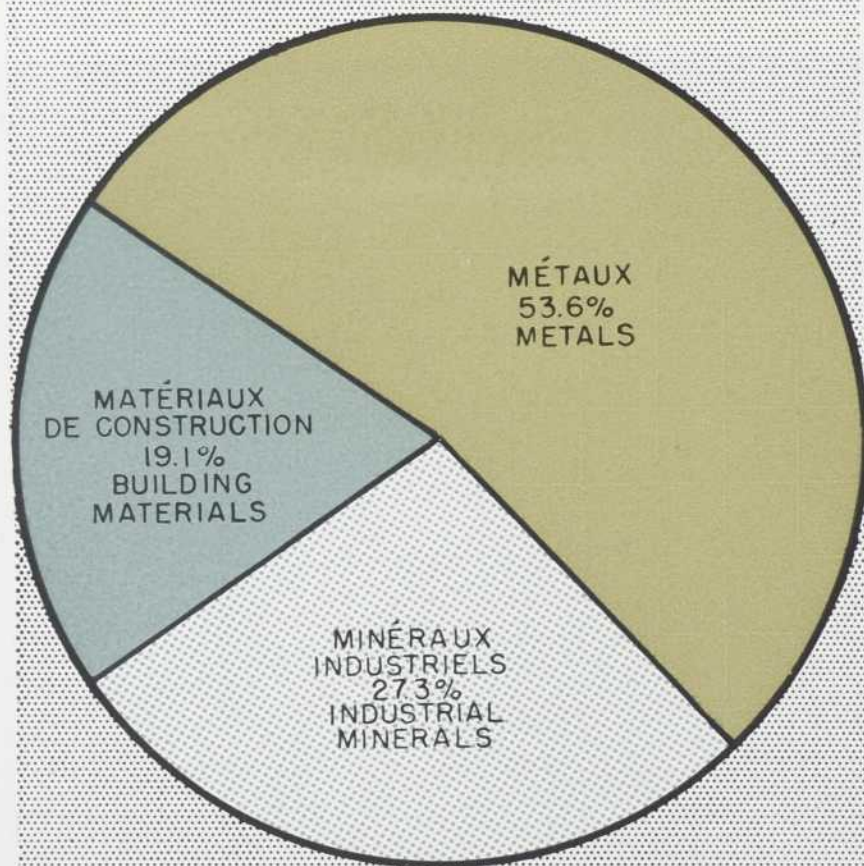 MÉTAUX
53.6%
METALS
MATÉRIAUX
DE CONSTRUCTION
19.1%
BUILDING
MATERIALS
MINÉRAUX
INDUSTRIELS
27.3%
INDUSTRIAL
MINERALS